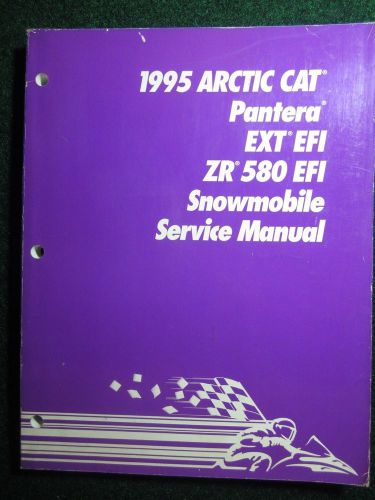 1995 ARCTIC CAT®
Pantera®
EXT® EFI
ZR® 580 EFI
Snowmobile
Service Manual